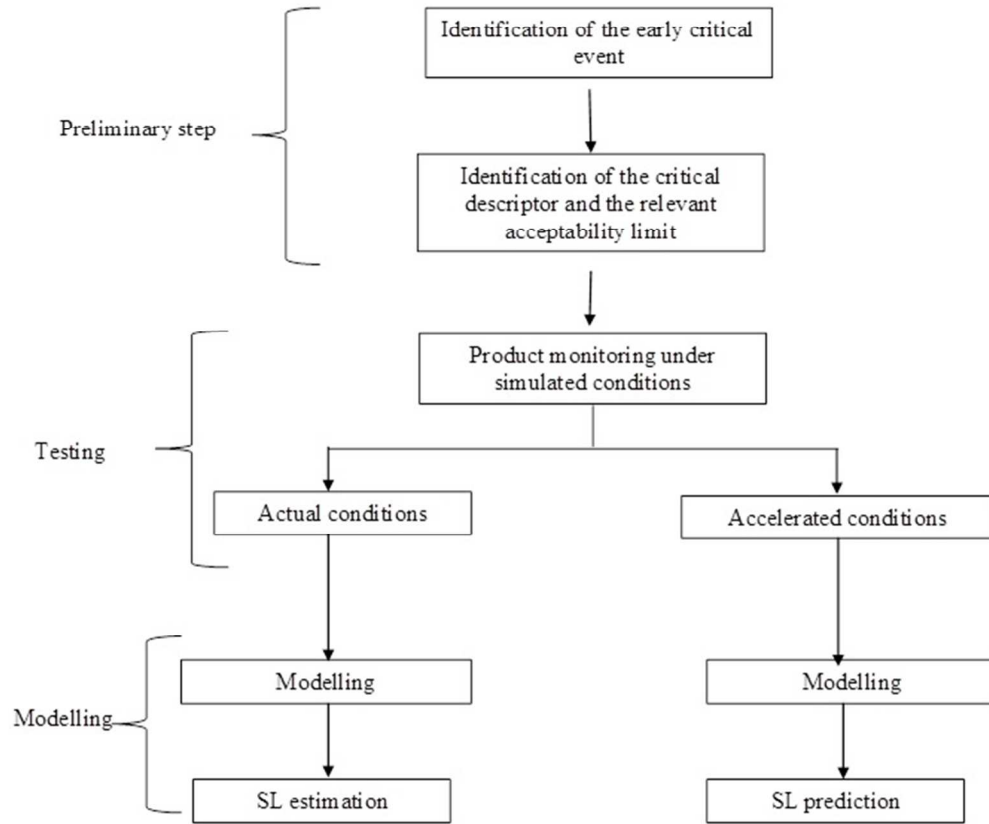 Identification of the early critical
event
Preliminary step
Identification of the critical
descriptor and the relevant
acceptability limit
Product monitoring under
simulated conditions
Testing
Actual conditions
Accelerated conditions
Modelling
Modelling
Modelling
SL estimation
SL prediction